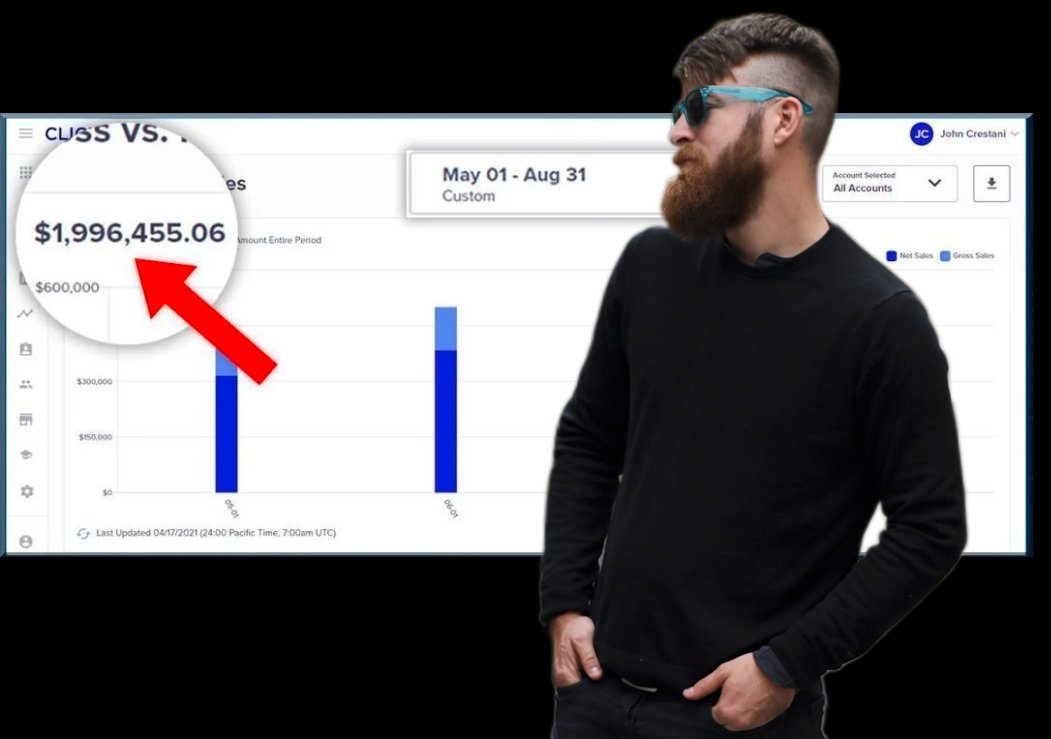 CLI
SS VS.
John Crestani
JC
es
May 01 - Aug 31
Custom
Account Selected
All Accounts
$1,996,455.06
Amount Entire Period
Net Sales
Gross Sales
$600,000
$300,000
$150,000
$0
05-01
06-01
Last Updated 04/17/2021 (24:00 Pacific Time, 7:00am UTC)